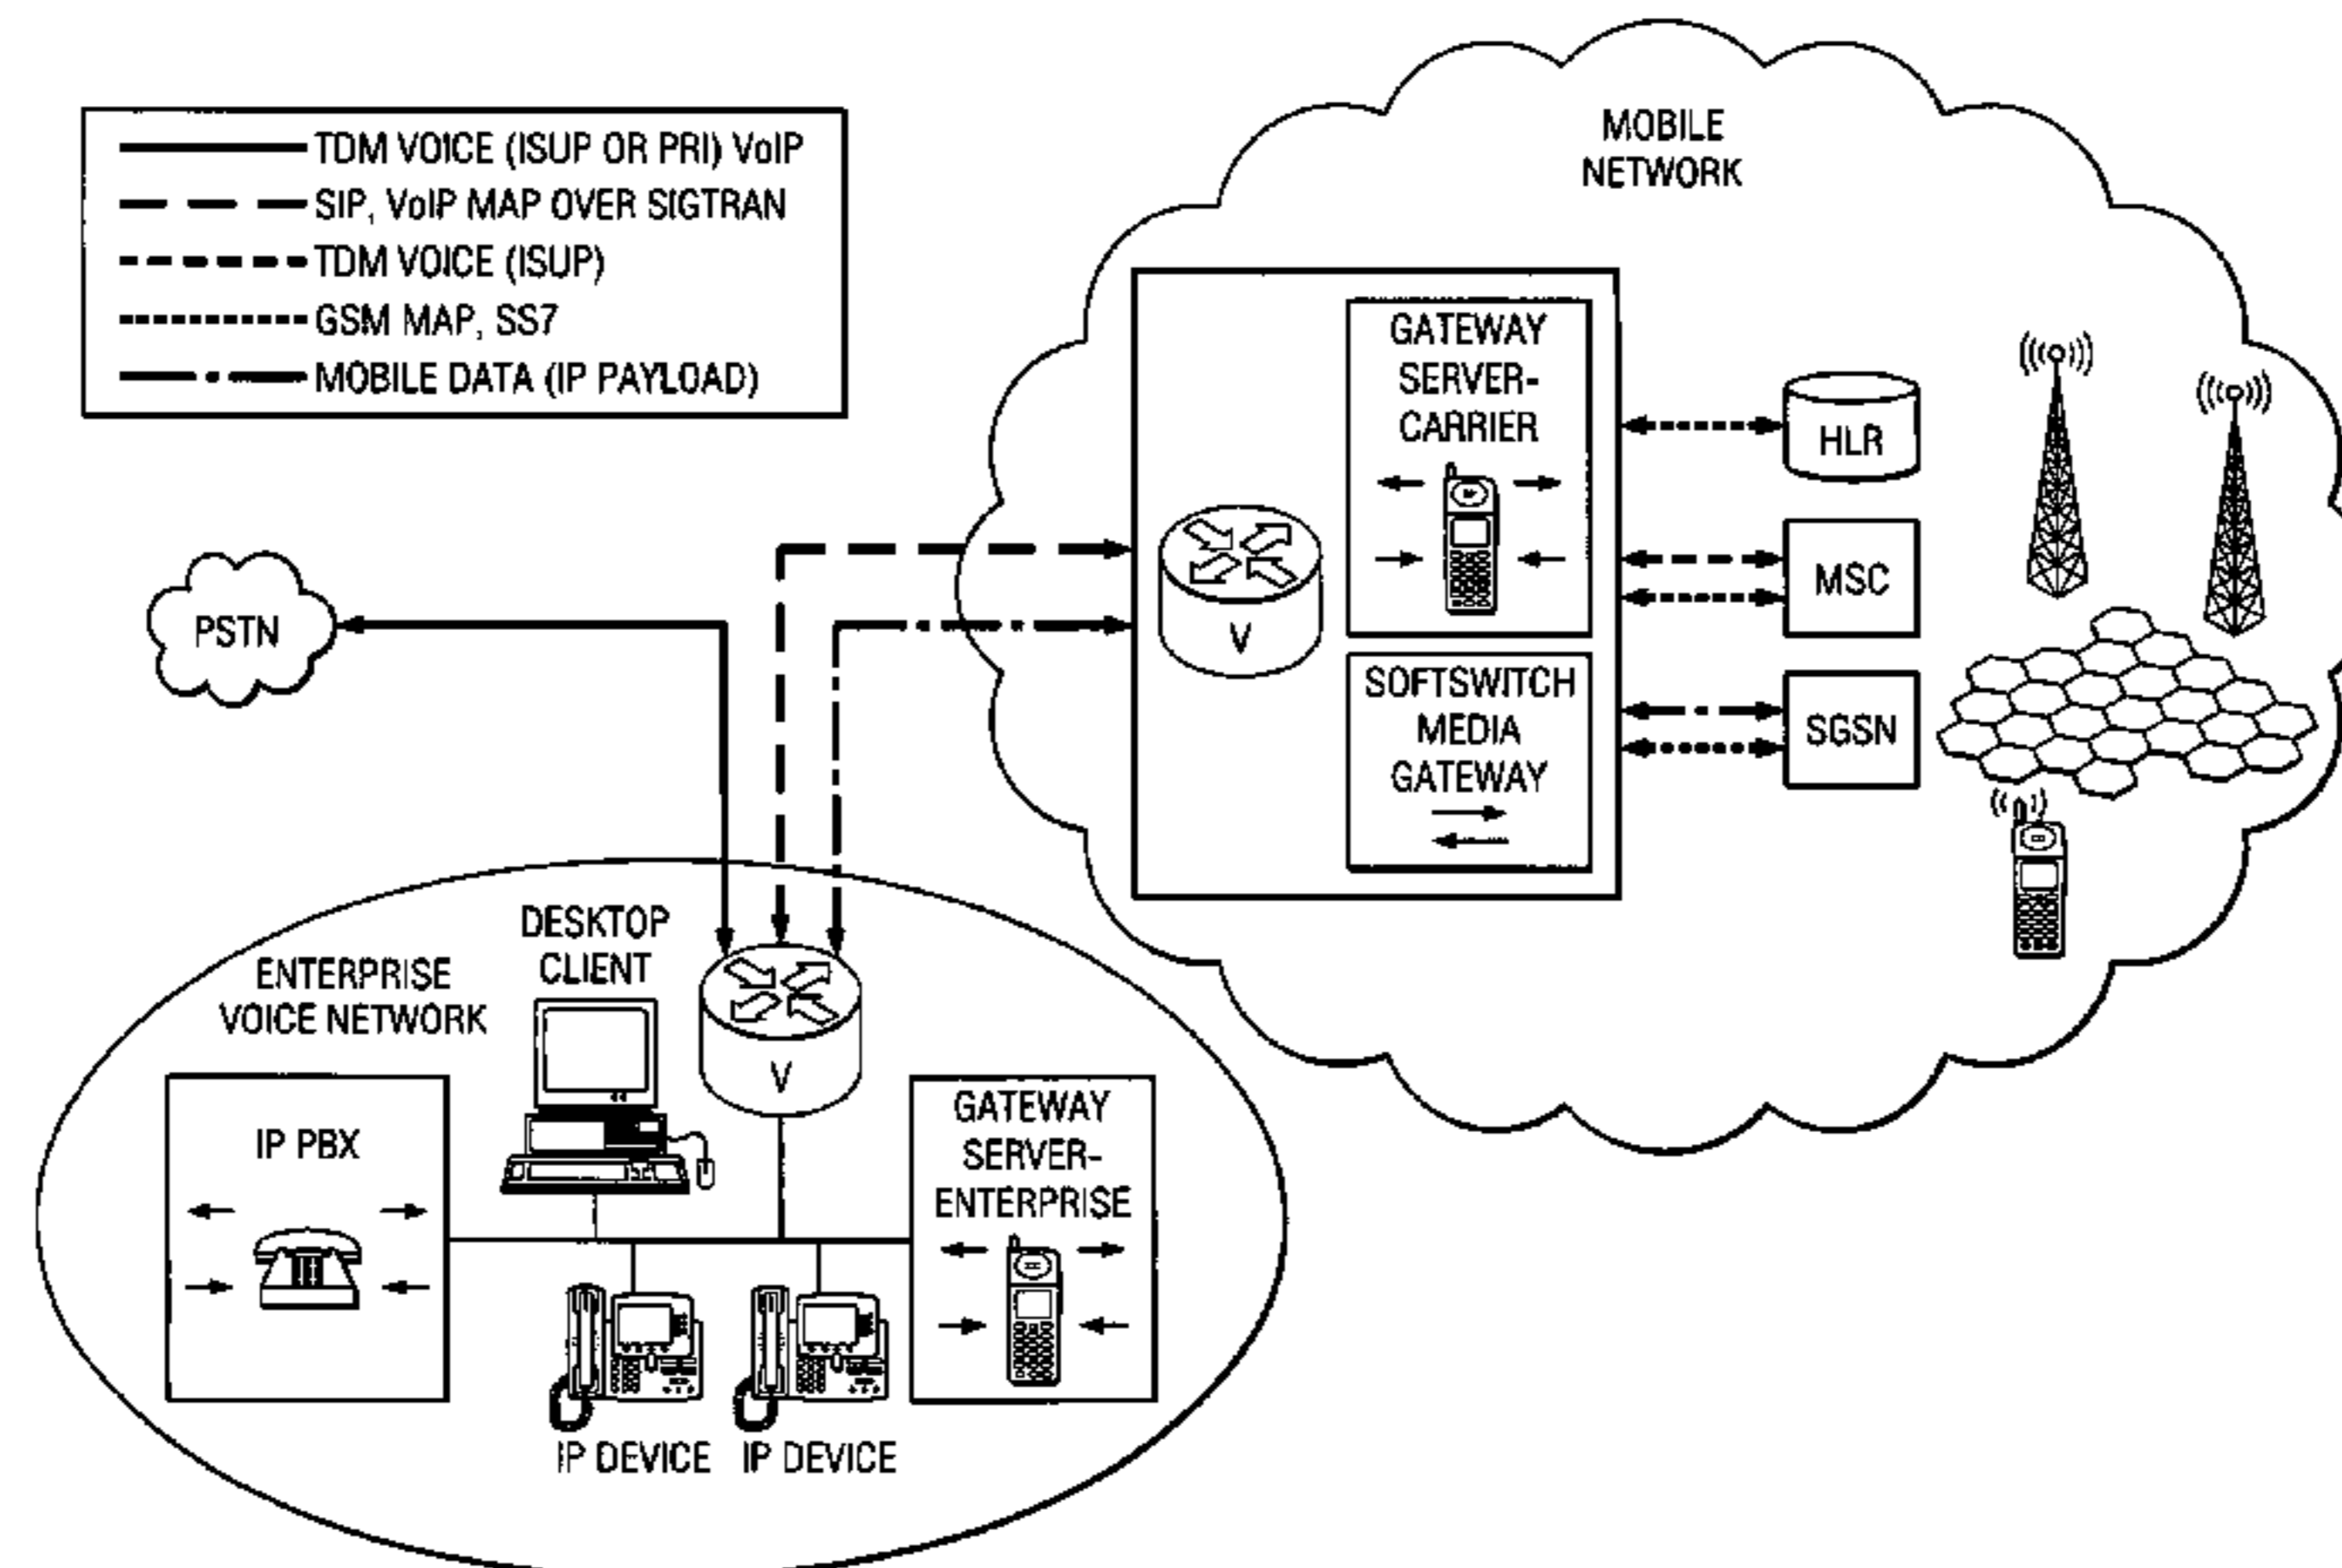 TDM VOICE (ISUP OR PRI) VoIP
SIP, VoIP MAP OVER SIGTRAN
TDM VOICE (ISUP)
GSM MAP, SS7
MOBILE DATA (IP PAYLOAD)
MOBILE
NETWORK
GATEWAY
SERVER-
CARRIER
HLR
MSC
V
SOFTSWITCH
MEDIA
GATEWAY
SGSN
PSTN
ENTERPRISE
VOICE NETWORK
DESKTOP
CLIENT
V
IP PBX
GATEWAY
SERVER-
ENTERPRISE
IP DEVICE
IP DEVICE